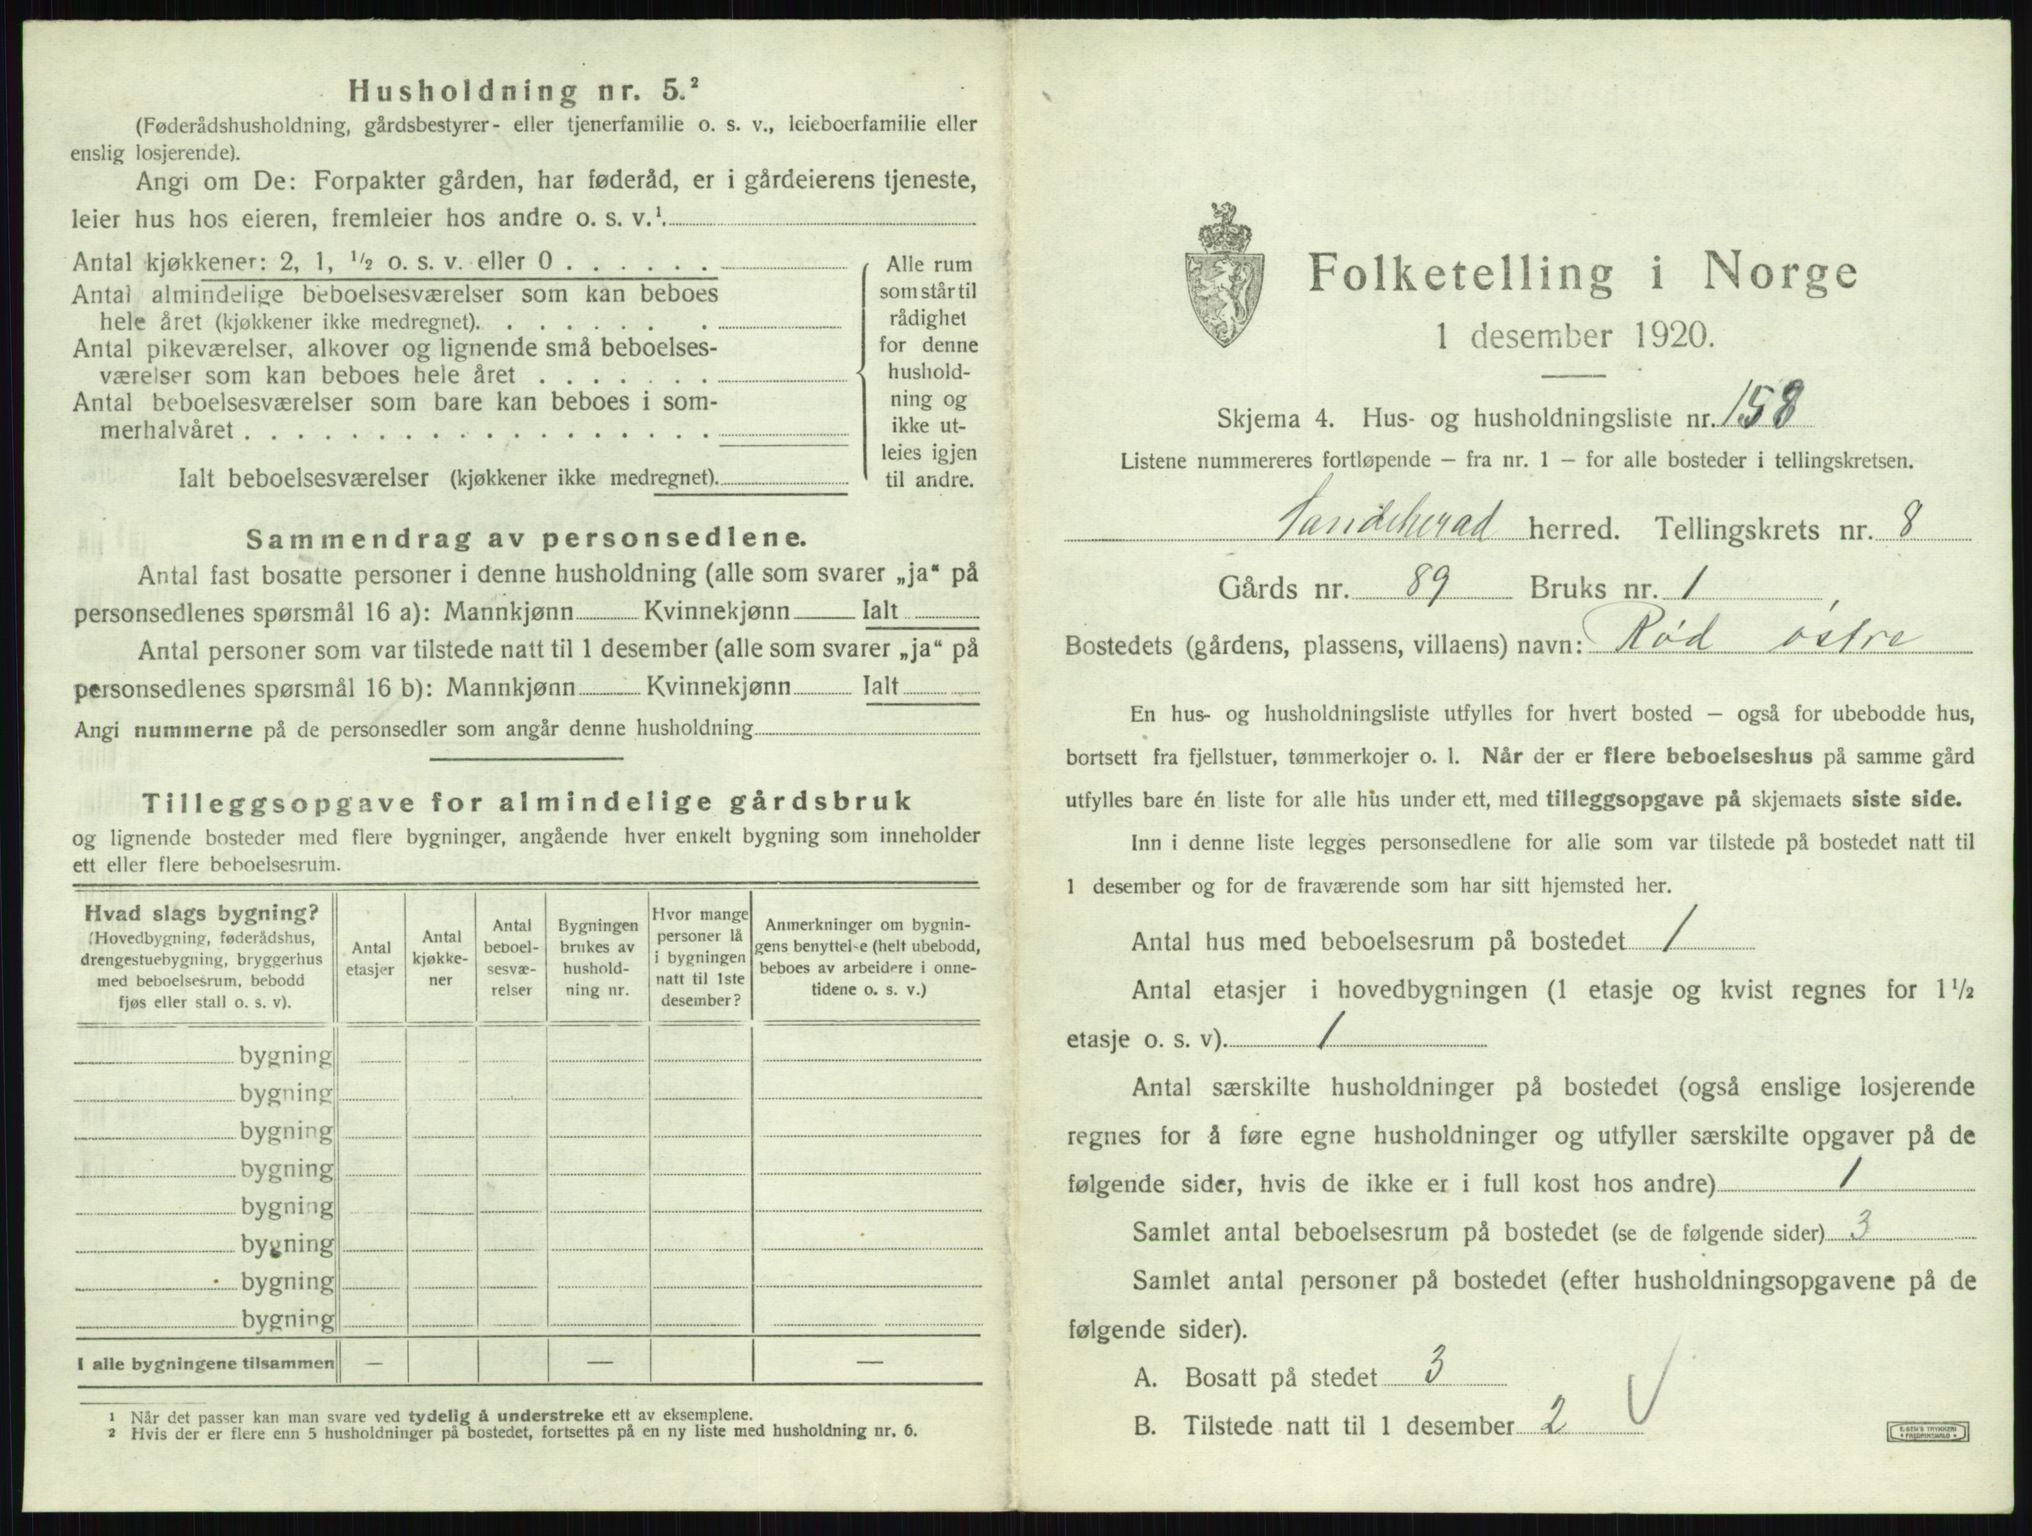 Husholdning nr. 5.²
(Føderådshusholdning, gårdsbestyrer- eller tjenerfamilie o. s. v., leieboerfamilie eller
enslig losjerende).
Angi om De: Forpakter gården, har føderåd, er i gårdeierens tjeneste,
leier hus hos eieren, fremleier hos andre o. s. v.¹.
Antal kjøkkener: 2, 1, ½ o. s. v. eller 0
Antal almindelige beboelsesværelser som kan beboes
hele året (kjøkkener ikke medregnet).
Antal pikeværelser, alkover og lignende små beboelses-
værelser som kan beboes hele året
Antal beboelsesværelser som bare kan beboes i som-
merhalvåret
Ialt beboelsesværelser (kjøkkener ikke medregnet).
Alle rum
som står til
rådighet
for denne
hushold-
ning og
ikke ut-
leies igjen
til andre.
Sammendrag av personsedlene.
Antal fast bosatte personer i denne husholdning (alle som svarer „ja“ på
personsedlenes spørsmål 16 a): Mannkjønn Kvinnekjønn Ialt
Antal personer som var tilstede natt til 1 desember (alle som svarer „ja“ på
personsedlenes spørsmål 16 b): Mannkjønn Kvinnekjønn Ialt
Angi nummerne på de personsedler som angår denne husholdning
Tilleggsopgave for almindelige gårdsbruk
og lignende bosteder med flere bygninger, angående hver enkelt bygning som inneholder
ett eller flere beboelsesrum.
Hvad slags bygning?
(Hovedbygning, føderådshus,
drengestuebygning, bryggerhus
med beboelsesrum, bebodd
fjøs eller stall o. s. v).
Antal
etasjer
Antal
kjøkke-
ner
Antal
beboel-
sesvæ-
relser
Bygningen
brukes av
hushold-
ning nr.
Hvor mange
personer lå
i bygningen
natt til 1ste
desember?
Anmerkninger om bygnin-
gens benyttelse (helt ubebodd,
beboes av arbeidere i onne-
tidene o. s. v.)
bygning
bygning
bygning
bygning
bygning
bygning
bygning
bygning
I alle bygningene tilsammen — — —
¹ Når det passer kan man svare ved tydelig å understreke ett av eksemplene.
² Hvis der er flere enn 5 husholdninger på bostedet, fortsettes på en ny liste med husholdning nr. 6.
Folketelling i Norge
1 desember 1920.
Skjema 4. Hus- og husholdningsliste nr. 158
Listene nummereres fortløpende — fra nr. 1 — for alle bosteder i tellingskretsen.
Sandeherad herred. Tellingskrets nr. 8
Gårds nr. 89 Bruks nr. 1,
Bostedets (gårdens, plassens, villaens) navn: Rød østre
En hus- og husholdningsliste utfylles for hvert bosted — også for ubebodde hus,
bortsett fra fjellstuer, tømmerkojer o. l. Når der er flere beboelseshus på samme gård
utfylles bare én liste for alle hus under ett, med tilleggsopgave på skjemaets siste side.
Inn i denne liste legges personsedlene for alle som var tilstede på bostedet natt til
1 desember og for de fraværende som har sitt hjemsted her.
Antal hus med beboelsesrum på bostedet 1
Antal etasjer i hovedbygningen (1 etasje og kvist regnes for 1½
etasje o. s. v). 1
Antal særskilte husholdninger på bostedet (også enslige losjerende
regnes for å føre egne husholdninger og utfyller særskilte opgaver på de
følgende sider, hvis de ikke er i full kost hos andre) 1
Samlet antal beboelsesrum på bostedet (se de følgende sider) 3
Samlet antal personer på bostedet (efter husholdningsopgavene på de
følgende sider).
A. Bosatt på stedet 3
B. Tilstede natt til 1 desember 2